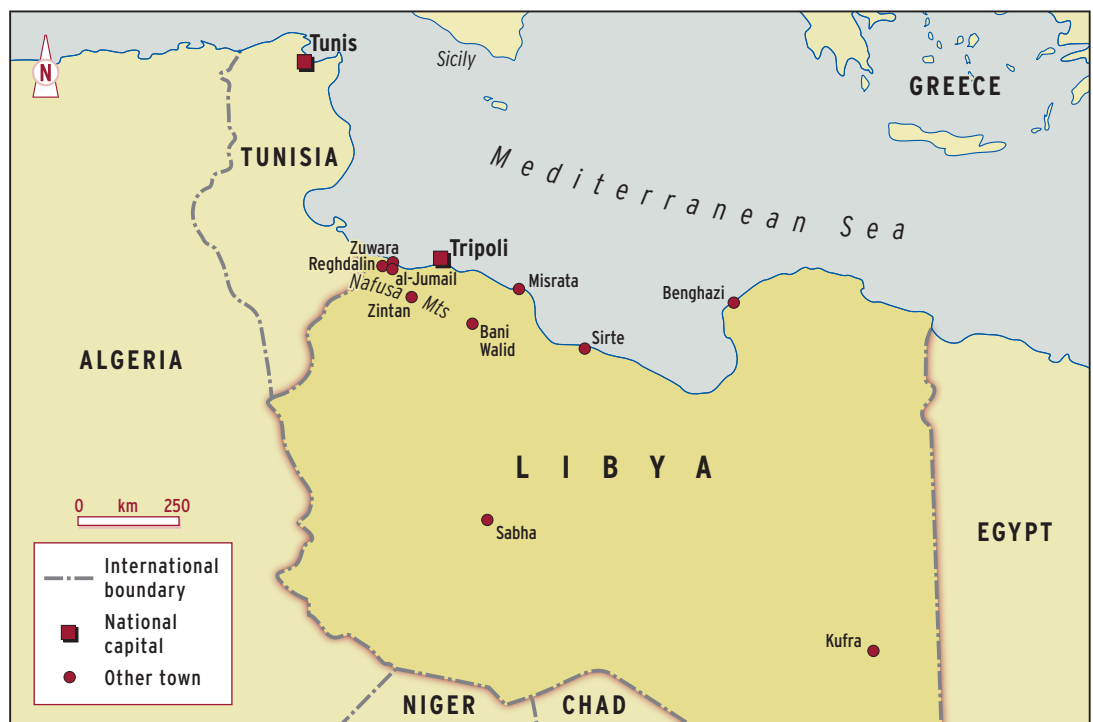 Tunis
Sicily
N
GREECE
TUNISIA
Mediterranean Sea
Zuwara
Tripoli
Reghdalin
al-Jumail
Nafusa Mts
Misrata
Benghazi
Zintan
Bani
Walid
Sirte
ALGERIA
LIBYA
0 km 250
Sabha
EGYPT
International
boundary
National
capital
Other town
Kufra
NIGER
CHAD